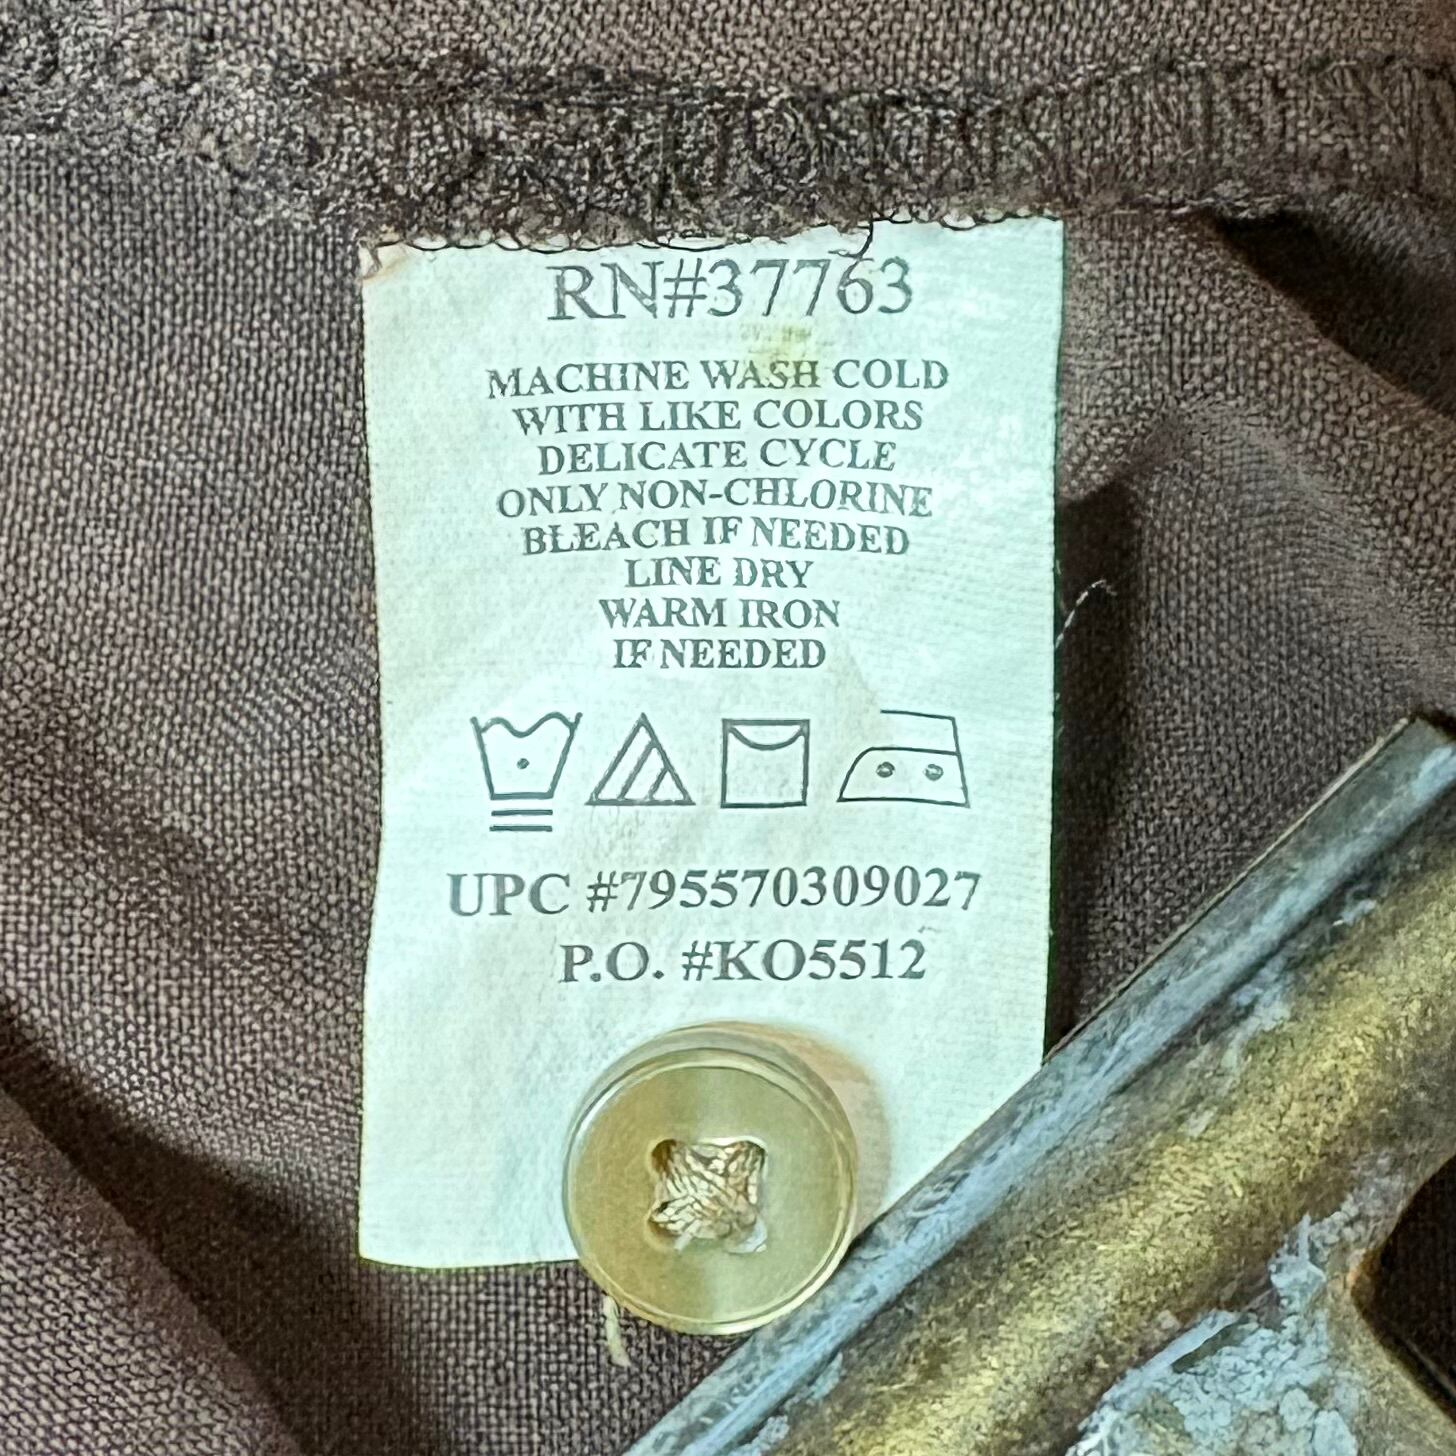 RN#37763
MACHINE WASH COLD
WITH LIKE COLORS
DELICATE CYCLE
ONLY NON-CHLORINE
BLEACH IF NEEDED
LINE DRY
WARM IRON
IF NEEDED
UPC #795570309027
P.O. #KO5512